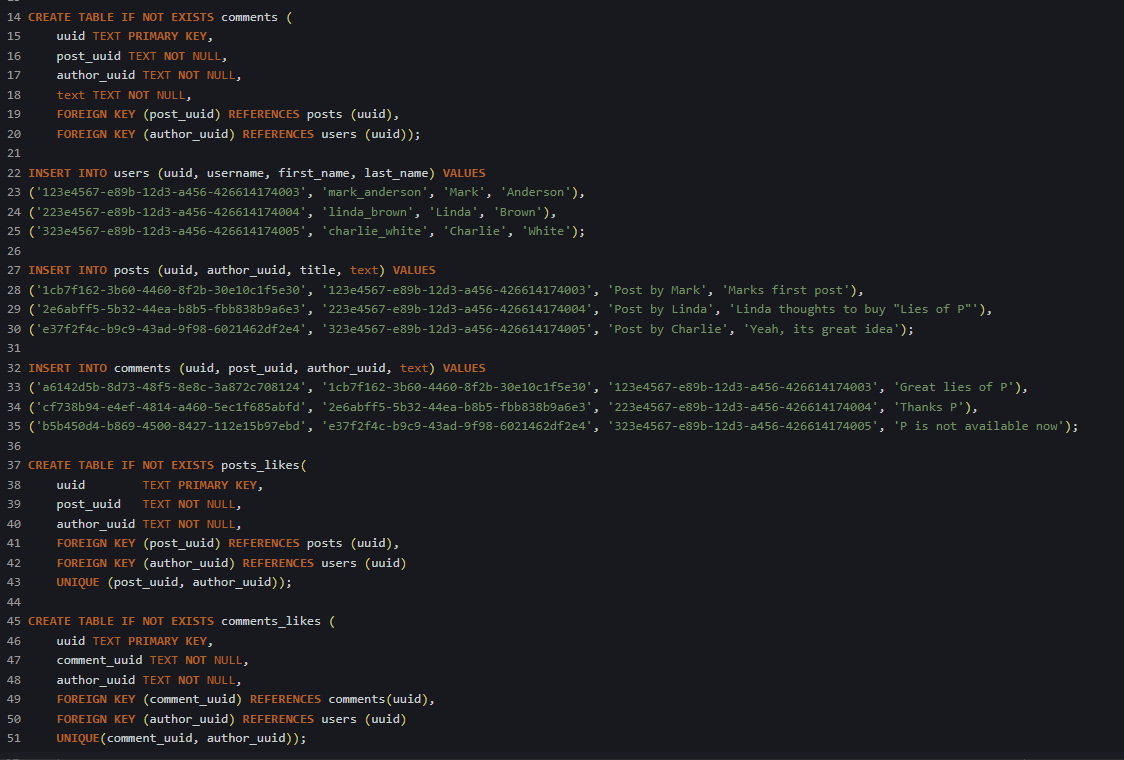 14 CREATE TABLE IF NOT EXISTS comments (
15     uuid TEXT PRIMARY KEY,
16     post_uuid TEXT NOT NULL,
17     author_uuid TEXT NOT NULL,
18     text TEXT NOT NULL,
19     FOREIGN KEY (post_uuid) REFERENCES posts (uuid),
20     FOREIGN KEY (author_uuid) REFERENCES users (uuid));
21
22 INSERT INTO users (uuid, username, first_name, last_name) VALUES
23 ('123e4567-e89b-12d3-a456-426614174003', 'mark_anderson', 'Mark', 'Anderson'),
24 ('223e4567-e89b-12d3-a456-426614174004', 'linda_brown', 'Linda', 'Brown'),
25 ('323e4567-e89b-12d3-a456-426614174005', 'charlie_white', 'Charlie', 'White');
26
27 INSERT INTO posts (uuid, author_uuid, title, text) VALUES
28 ('1cb7f162-3b60-4460-8f2b-30e10c1f5e30', '123e4567-e89b-12d3-a456-426614174003', 'Post by Mark', 'Marks first post'),
29 ('2e6abff5-5b32-44ea-b8b5-fbb838b9a6e3', '223e4567-e89b-12d3-a456-426614174004', 'Post by Linda', 'Linda thoughts to buy "Lies of P"'),
30 ('e37f2f4c-b9c9-43ad-9f98-6021462df2e4', '323e4567-e89b-12d3-a456-426614174005', 'Post by Charlie', 'Yeah, its great idea');
31
32 INSERT INTO comments (uuid, post_uuid, author_uuid, text) VALUES
33 ('a6142d5b-8d73-48f5-8e8c-3a872c708124', '1cb7f162-3b60-4460-8f2b-30e10c1f5e30', '123e4567-e89b-12d3-a456-426614174003', 'Great lies of P'),
34 ('cf738b94-e4ef-4814-a460-5ec1f685abfd', '2e6abff5-5b32-44ea-b8b5-fbb838b9a6e3', '223e4567-e89b-12d3-a456-426614174004', 'Thanks P'),
35 ('b5b450d4-b869-4500-8427-112e15b97ebd', 'e37f2f4c-b9c9-43ad-9f98-6021462df2e4', '323e4567-e89b-12d3-a456-426614174005', 'P is not available now');
36
37 CREATE TABLE IF NOT EXISTS posts_likes(
38     uuid        TEXT PRIMARY KEY,
39     post_uuid   TEXT NOT NULL,
40     author_uuid TEXT NOT NULL,
41     FOREIGN KEY (post_uuid) REFERENCES posts (uuid),
42     FOREIGN KEY (author_uuid) REFERENCES users (uuid)
43     UNIQUE (post_uuid, author_uuid));
44
45 CREATE TABLE IF NOT EXISTS comments_likes (
46     uuid TEXT PRIMARY KEY,
47     comment_uuid TEXT NOT NULL,
48     author_uuid TEXT NOT NULL,
49     FOREIGN KEY (comment_uuid) REFERENCES comments(uuid),
50     FOREIGN KEY (author_uuid) REFERENCES users (uuid)
51     UNIQUE(comment_uuid, author_uuid));